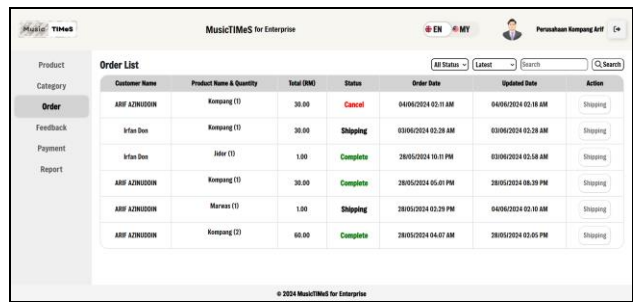 Music TIMeS
MusicTIMeS for Enterprise
EN MY
Perusahaan Kompang Arif
Product
Category
Order
Feedback
Payment
Report
Order List
All Status Latest Search Search
Customer Name Product Name & Quantity Total (RM) Status Order Date Updated Date Action
ARIF AZINUDDIN Kompang (1) 30.00 Cancel 04/06/2024 02:11 AM 04/06/2024 02:18 AM Shipping
Irfan Don Kompang (1) 30.00 Shipping 03/06/2024 02:28 AM 03/06/2024 02:28 AM Shipping
Irfan Don Jidor (1) 1.00 Complete 28/05/2024 10:11 PM 03/06/2024 02:58 AM Shipping
ARIF AZINUDDIN Kompang (1) 30.00 Complete 28/05/2024 05:01 PM 28/05/2024 08:39 PM Shipping
ARIF AZINUDDIN Marwas (1) 1.00 Shipping 28/05/2024 02:29 PM 04/06/2024 02:10 AM Shipping
ARIF AZINUDDIN Kompang (2) 60.00 Complete 28/05/2024 04:07 AM 28/05/2024 02:05 PM Shipping
© 2024 MusicTIMeS for Enterprise